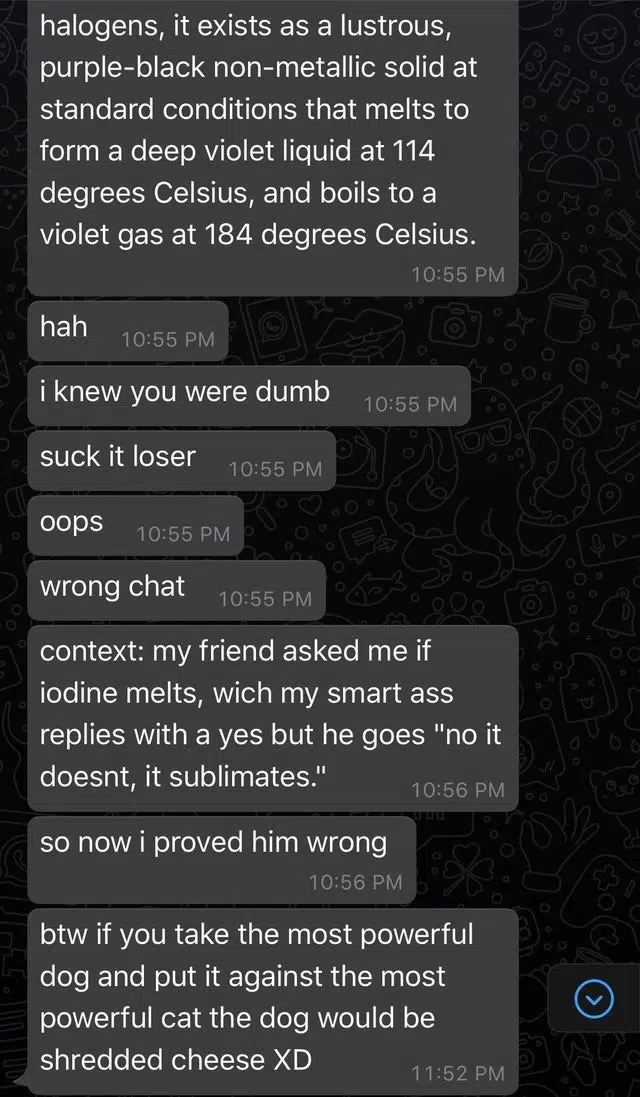 halogens, it exists as a lustrous,
purple-black non-metallic solid at
standard conditions that melts to
form a deep violet liquid at 114
degrees Celsius, and boils to a
violet gas at 184 degrees Celsius.
10:55 PM
hah 10:55 PM
i knew you were dumb 10:55 PM
suck it loser 10:55 PM
oops 10:55 PM
wrong chat 10:55 PM
context: my friend asked me if
iodine melts, wich my smart ass
replies with a yes but he goes "no it
doesnt, it sublimates." 10:56 PM
so now i proved him wrong
10:56 PM
btw if you take the most powerful
dog and put it against the most
powerful cat the dog would be
shredded cheese XD 11:52 PM
BFF